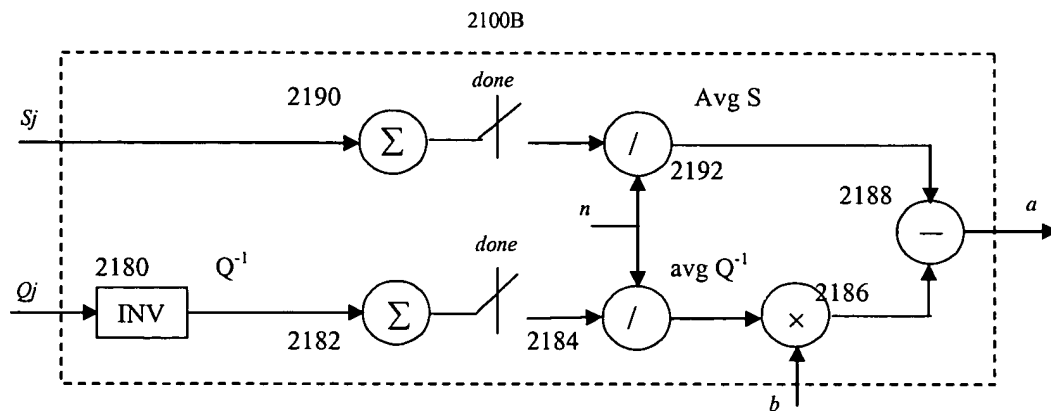 2100B
done
2190
Avg S
Sj
Σ
/
2192
2188
n
a
done
−
2180
Q⁻¹
avg Q⁻¹
2186
Qj
INV
Σ
/
×
2182
2184
b